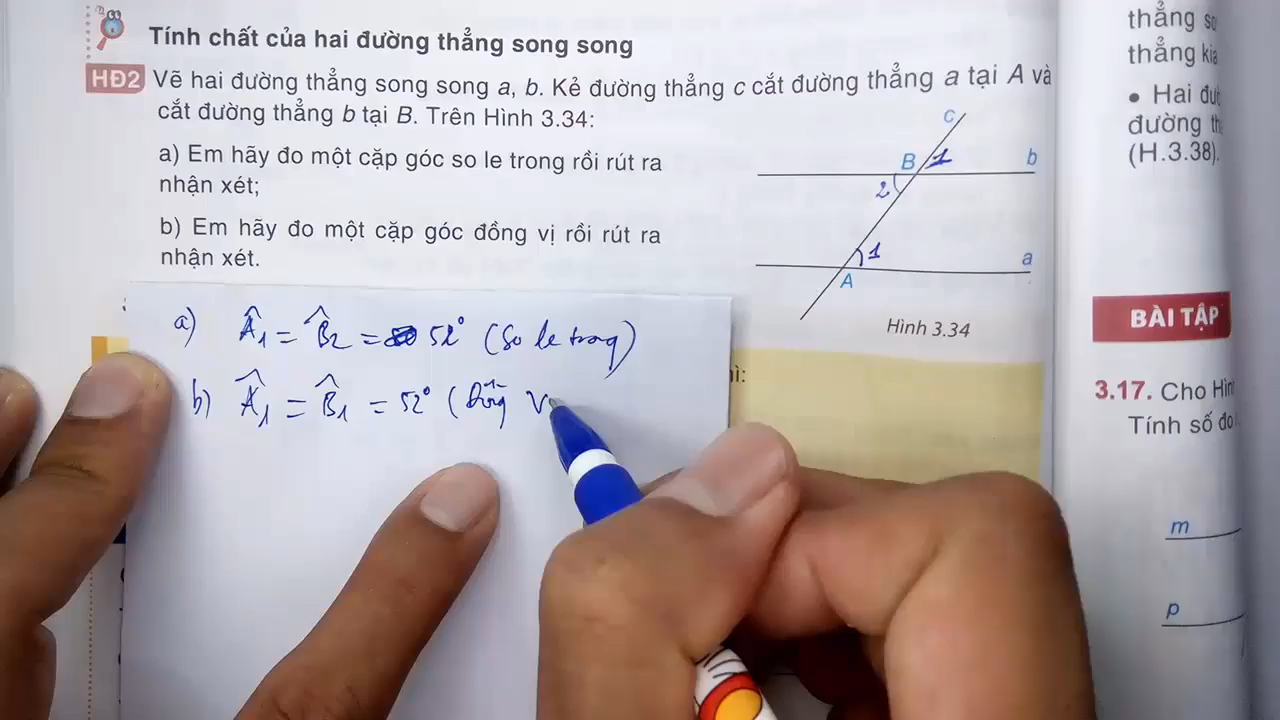 Tính chất của hai đường thẳng song song
HĐ2 Vẽ hai đường thẳng song song a, b. Kẻ đường thẳng c cắt đường thẳng a tại A và
cắt đường thẳng b tại B. Trên Hình 3.34:
a) Em hãy đo một cặp góc so le trong rồi rút ra
nhận xét;
b) Em hãy đo một cặp góc đồng vị rồi rút ra
nhận xét.
c
B 1 b
2
1 a
A
Hình 3.34
a) Â1 = B̂2 = 52° (So le trong)
b) Â1 = B̂1 = 52° (Đồng V
ì:
thẳng so
thẳng kia
• Hai đườ
đường th
(H.3.38).
BÀI TẬP
3.17. Cho Hìn
Tính số đo
m
p